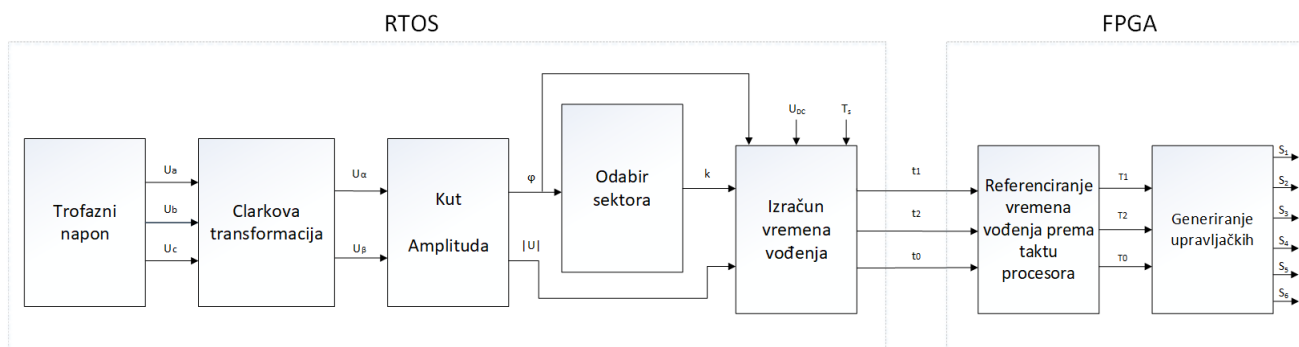 RTOS
FPGA
Trofazni
napon
Ua
Ub
Uc
Clarkova
transformacija
Uα
Uβ
Kut
Amplituda
φ
|U|
Odabir
sektora
k
UDC
Ts
Izračun
vremena
vođenja
t1
t2
t0
Referenciranje
vremena
vođenja prema
taktu
procesora
T1
T2
T0
Generiranje
upravljačkih
S1
S2
S3
S4
S5
S6